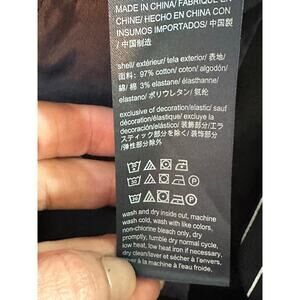 MADE IN CHINA/FABRIQUÉ EN
CHINE/HECHO EN CHINA CON
INSUMOS IMPORTADOS/中国製
/中国制造
shell/extérieur/tela exterior/表地/
面料: 97% cotton/coton/algodón/
綿/棉 3% elastane/élasthanne/
elastano/ポリウレタン/氨纶
exclusive of decoration/elastic/sauf
décoration/élastique/excluye la
decoración/elástico/装飾部分/エラ
スティック部分を除く/装饰部分
/弹性部分除外
wash and dry inside out, machine
wash cold, wash with like colors,
non-chlorine bleach only, dry
promptly, tumble dry normal cycle,
low heat, low heat iron if necessary,
dry clean/laver et sécher à l'envers,
laver à la machine à l'eau froide,